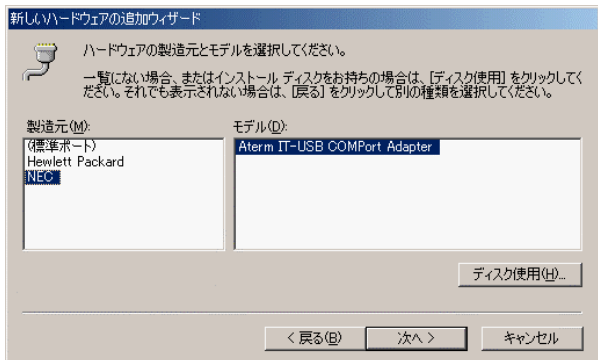 新しいハードウェアの追加ウィザード
ハードウェアの製造元とモデルを選択してください。
一覧にない場合、またはインストール ディスクをお持ちの場合は、[ディスク使用] をクリックしてく
ださい。それでも表示されない場合は、[戻る] をクリックして別の種類を選択してください。
製造元(M):
モデル(D):
(標準ポート)
Hewlett Packard
NEC
Aterm IT-USB COMPort Adapter
ディスク使用(H)...
< 戻る(B)
次へ >
キャンセル